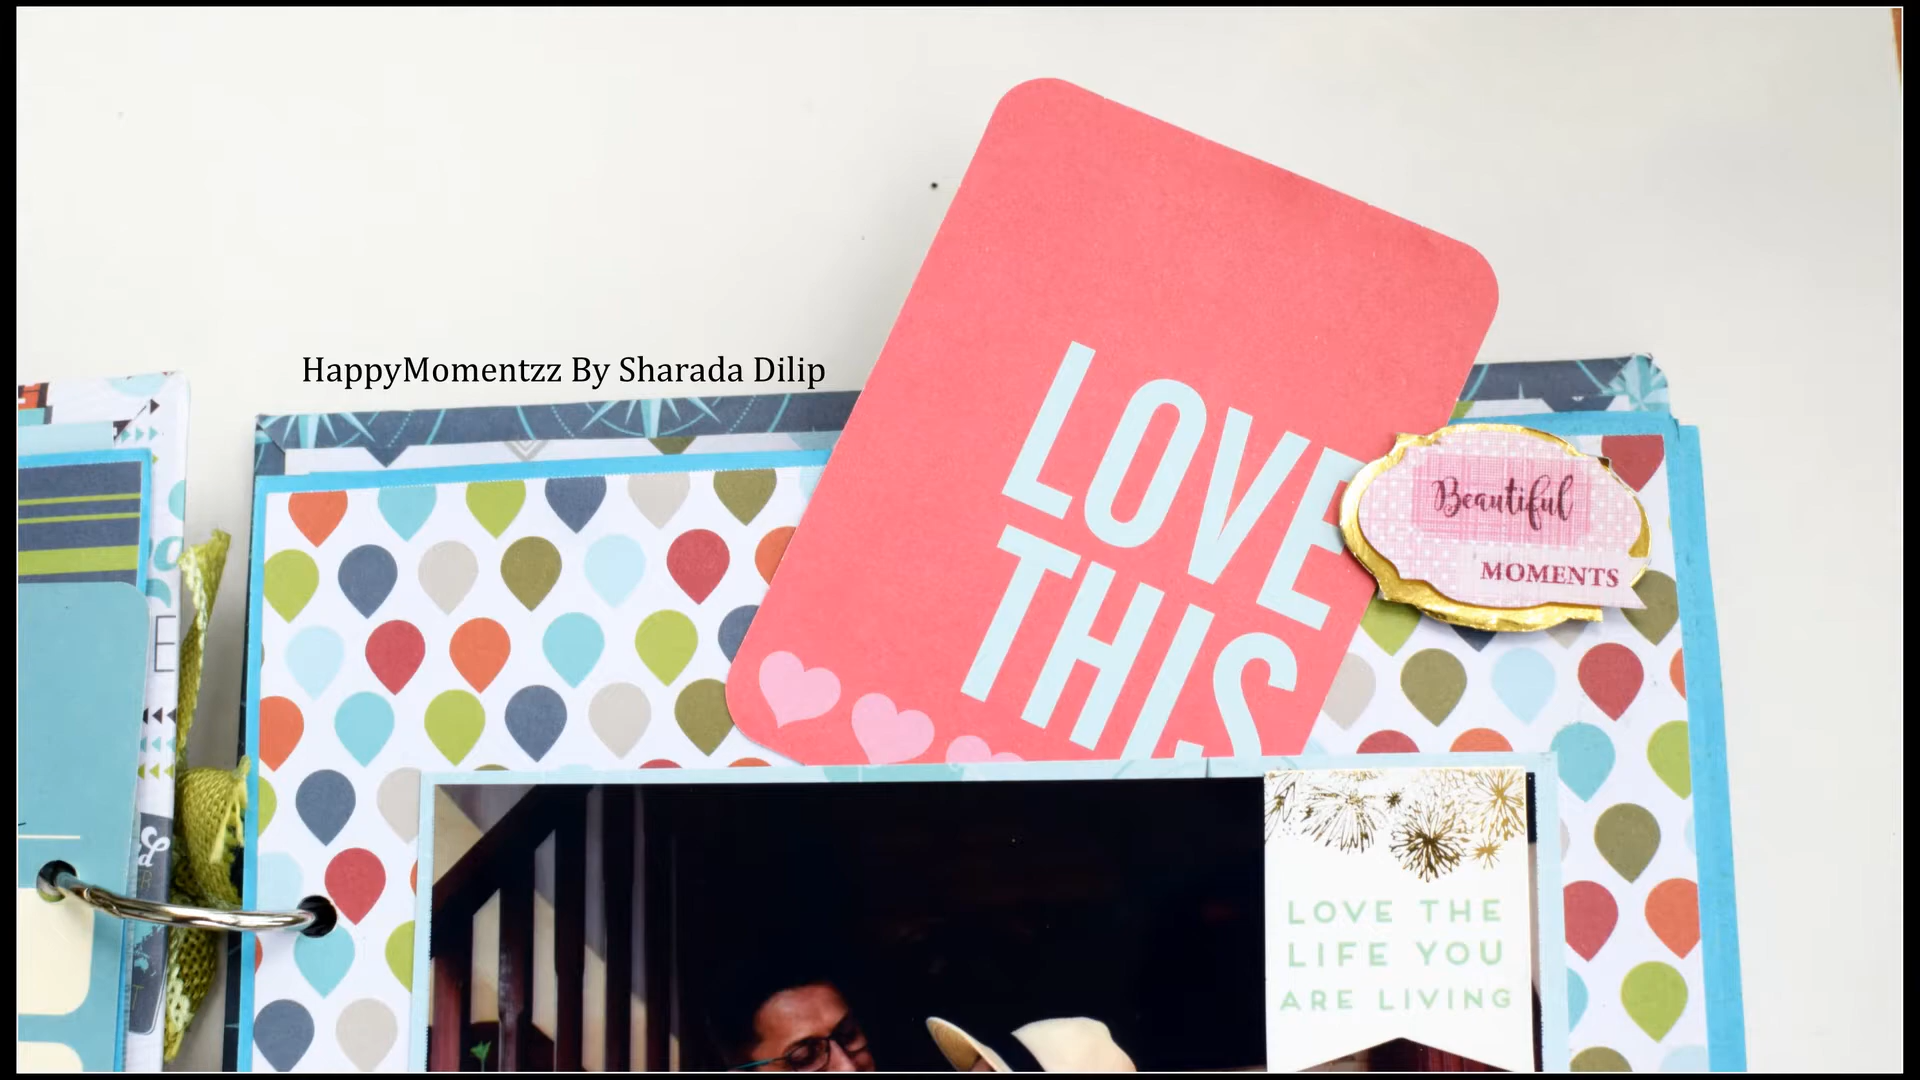 HappyMomentzz By Sharada Dilip
LOVE
THIS
Beautiful
MOMENTS
LOVE THE
LIFE YOU
ARE LIVING